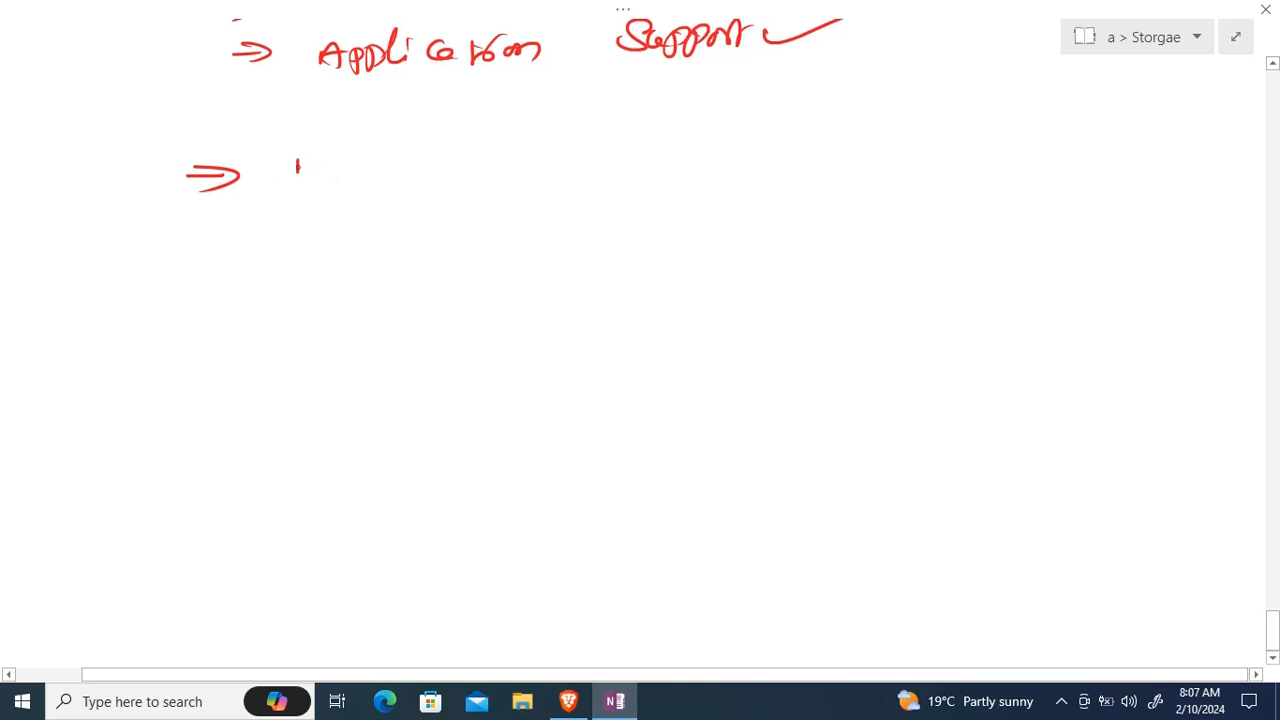 ⇒ Application Support ✓
a > Storgae
⇒
Type here to search
19°C Partly sunny
8:07 AM
2/10/2024